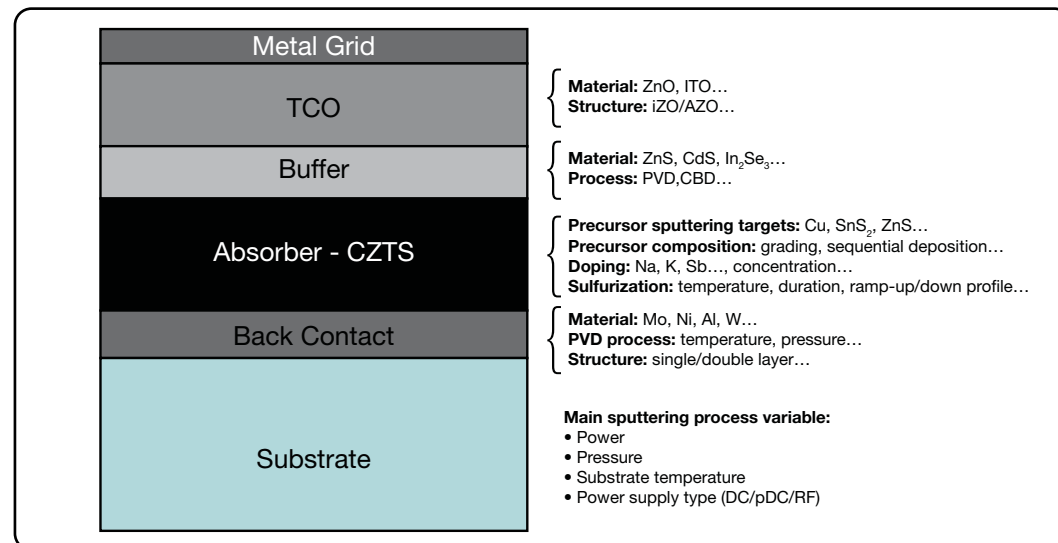 Metal Grid
TCO
Material: ZnO, ITO…
Structure: iZO/AZO…
Buffer
Material: ZnS, CdS, In₂Se₃…
Process: PVD,CBD…
Absorber - CZTS
Precursor sputtering targets: Cu, SnS₂, ZnS…
Precursor composition: grading, sequential deposition…
Doping: Na, K, Sb…, concentration…
Sulfurization: temperature, duration, ramp-up/down profile…
Back Contact
Material: Mo, Ni, Al, W…
PVD process: temperature, pressure…
Structure: single/double layer…
Substrate
Main sputtering process variable:
• Power
• Pressure
• Substrate temperature
• Power supply type (DC/pDC/RF)